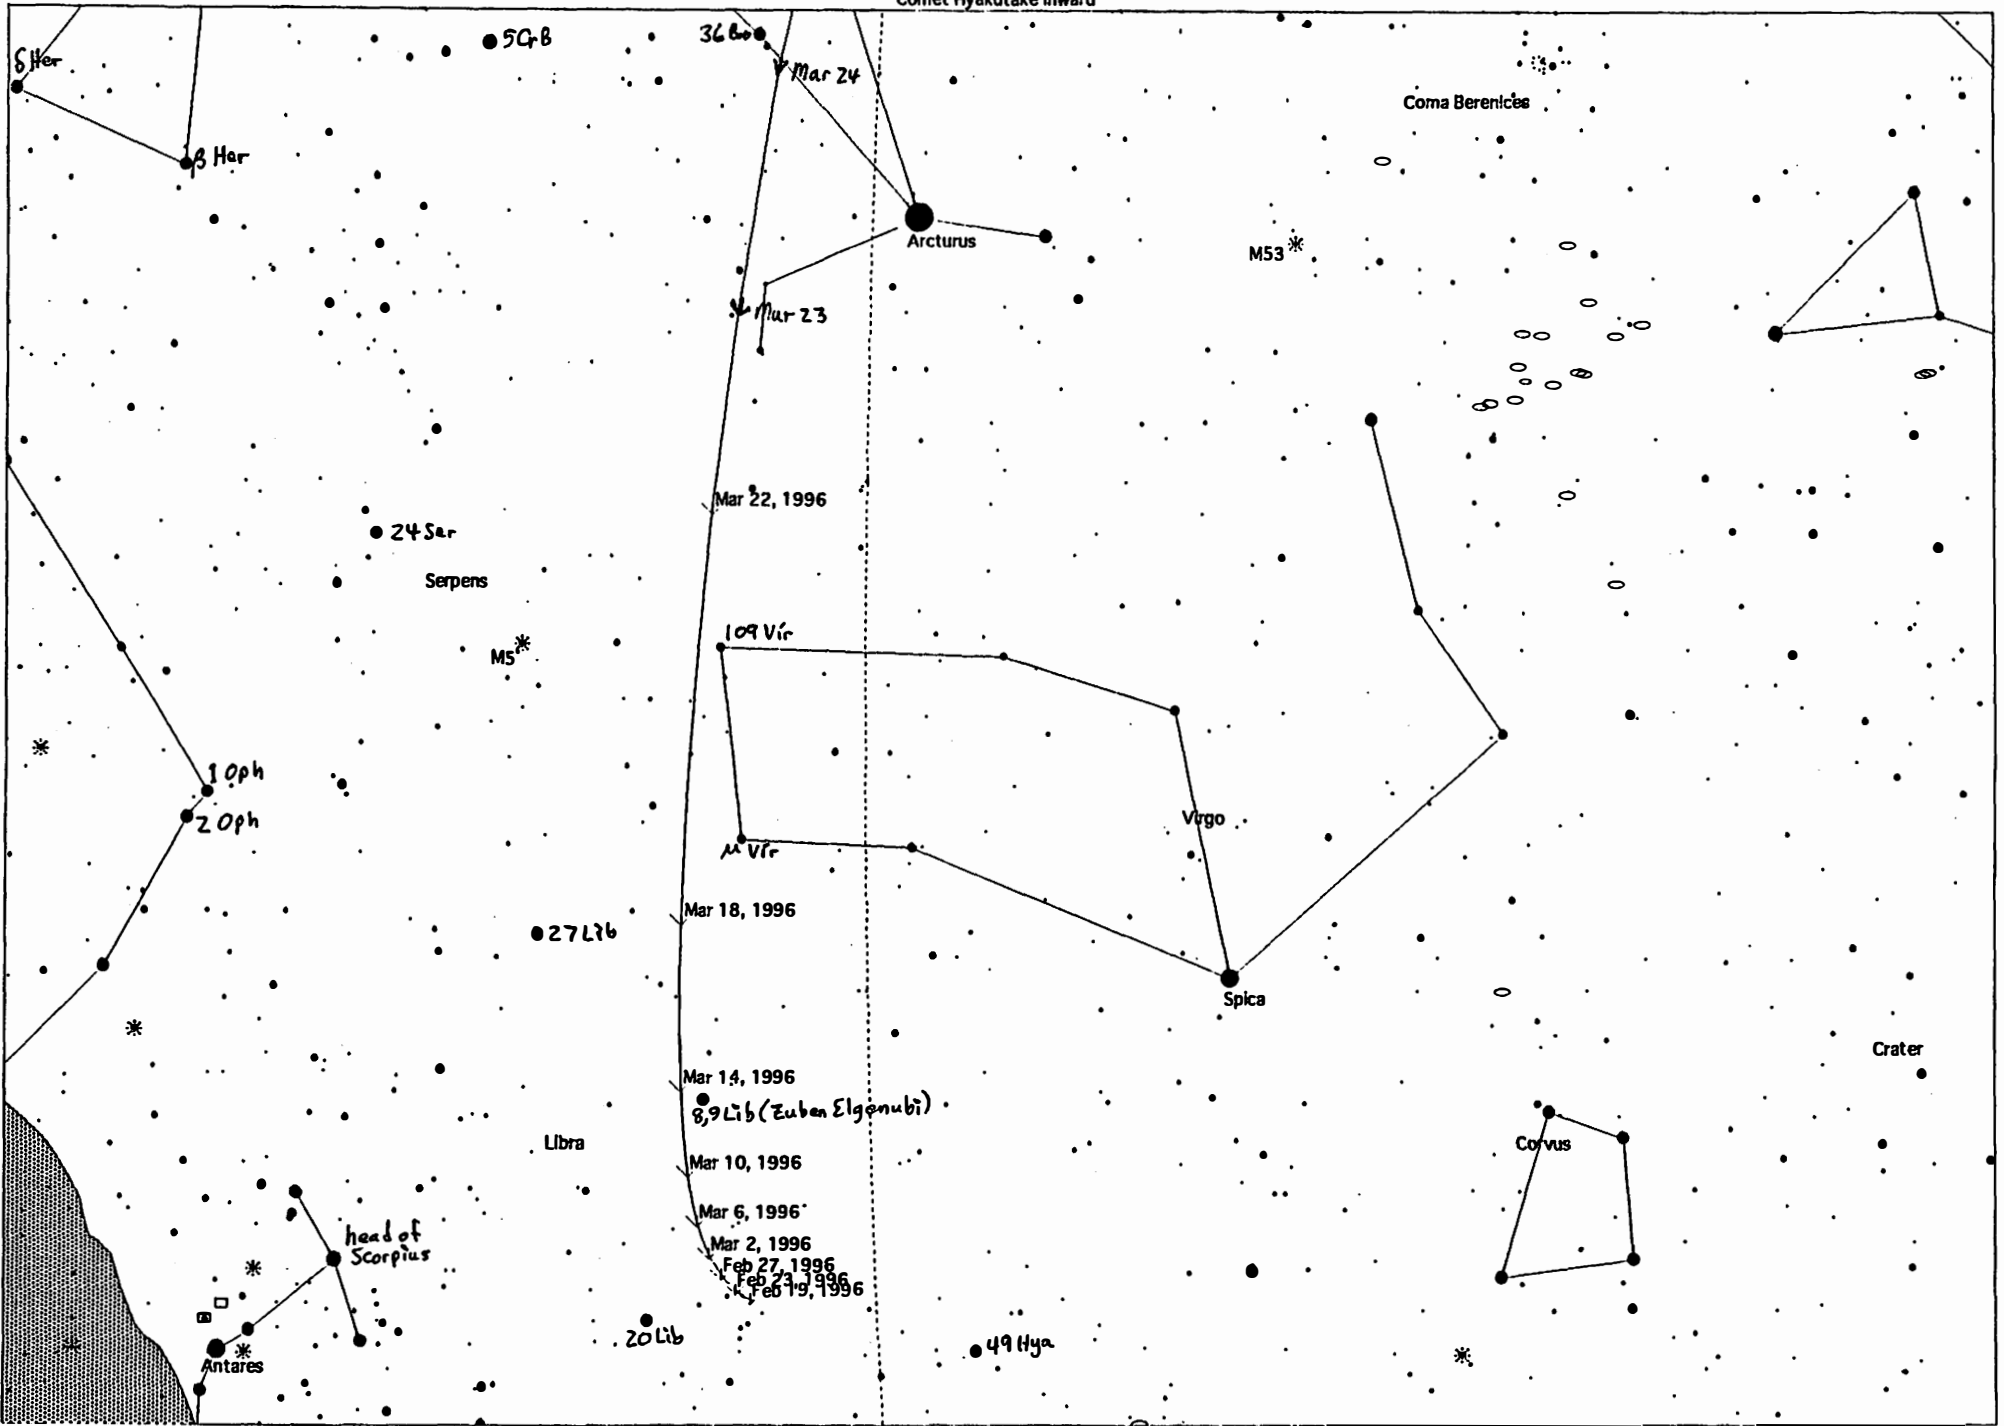 Comet Hyakutake Inward
δ Her
5 CrB
36 Boo
Mar 24
Coma Berenices
β Her
Arcturus
M53
Mar 23
Mar 22, 1996
24 Ser
Serpens
109 Vir
M5
1 Oph
2 Oph
Virgo
μ Vir
Mar 18, 1996
27 Lib
Spica
Crater
Mar 14, 1996
8,9 Lib (Zuben Elgenubi)
Libra
Corvus
Mar 10, 1996
Mar 6, 1996
head of
Scorpius
Mar 2, 1996
Feb 27, 1996
Feb 23, 1996
Feb 19, 1996
20 Lib
49 Hya
Antares